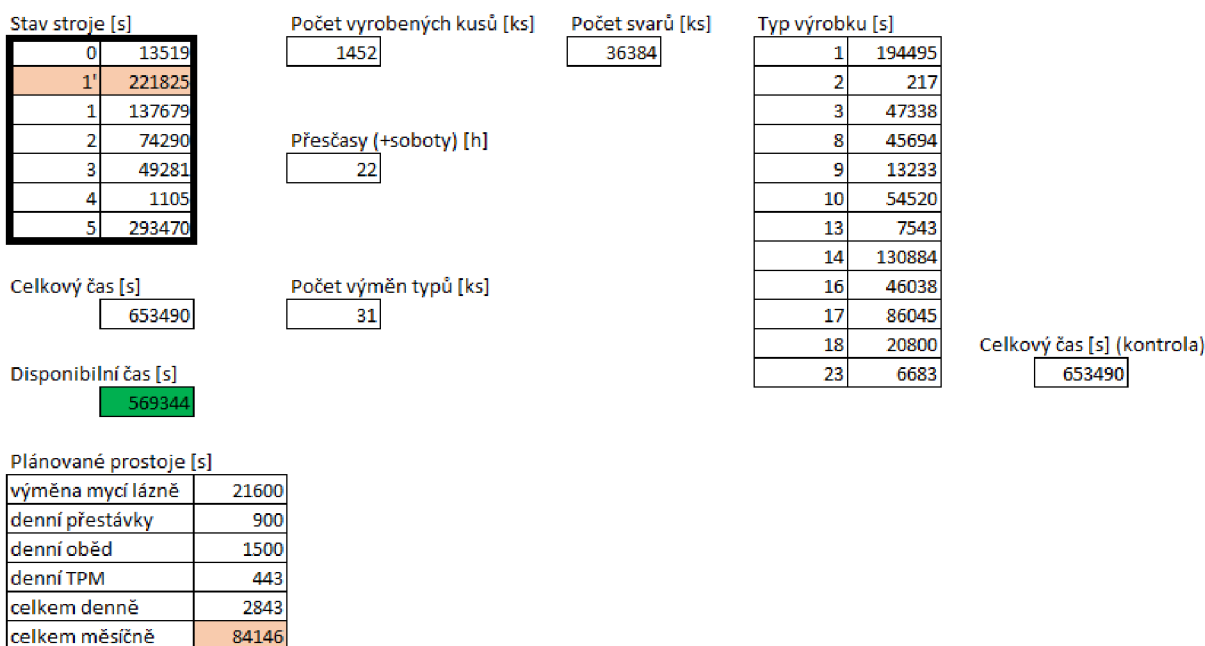 Stav stroje [s] Počet vyrobených kusů [ks] Počet svarů [ks] Typ výrobku [s]
0 13519 1452 36384 1 194495
1' 221825 2 217
1 137679 3 47338
2 74290 Přesčasy (+soboty) [h] 8 45694
3 49281 22 9 13233
4 1105 10 54520
5 293470 13 7543
14 130884
Celkový čas [s] Počet výměn typů [ks] 16 46038
653490 31 17 86045
18 20800 Celkový čas [s] (kontrola)
Disponibilní čas [s] 23 6683 653490
569344
Plánované prostoje [s]
výměna mycí lázně 21600
denní přestávky 900
denní oběd 1500
denní TPM 443
celkem denně 2843
celkem měsíčně 84146